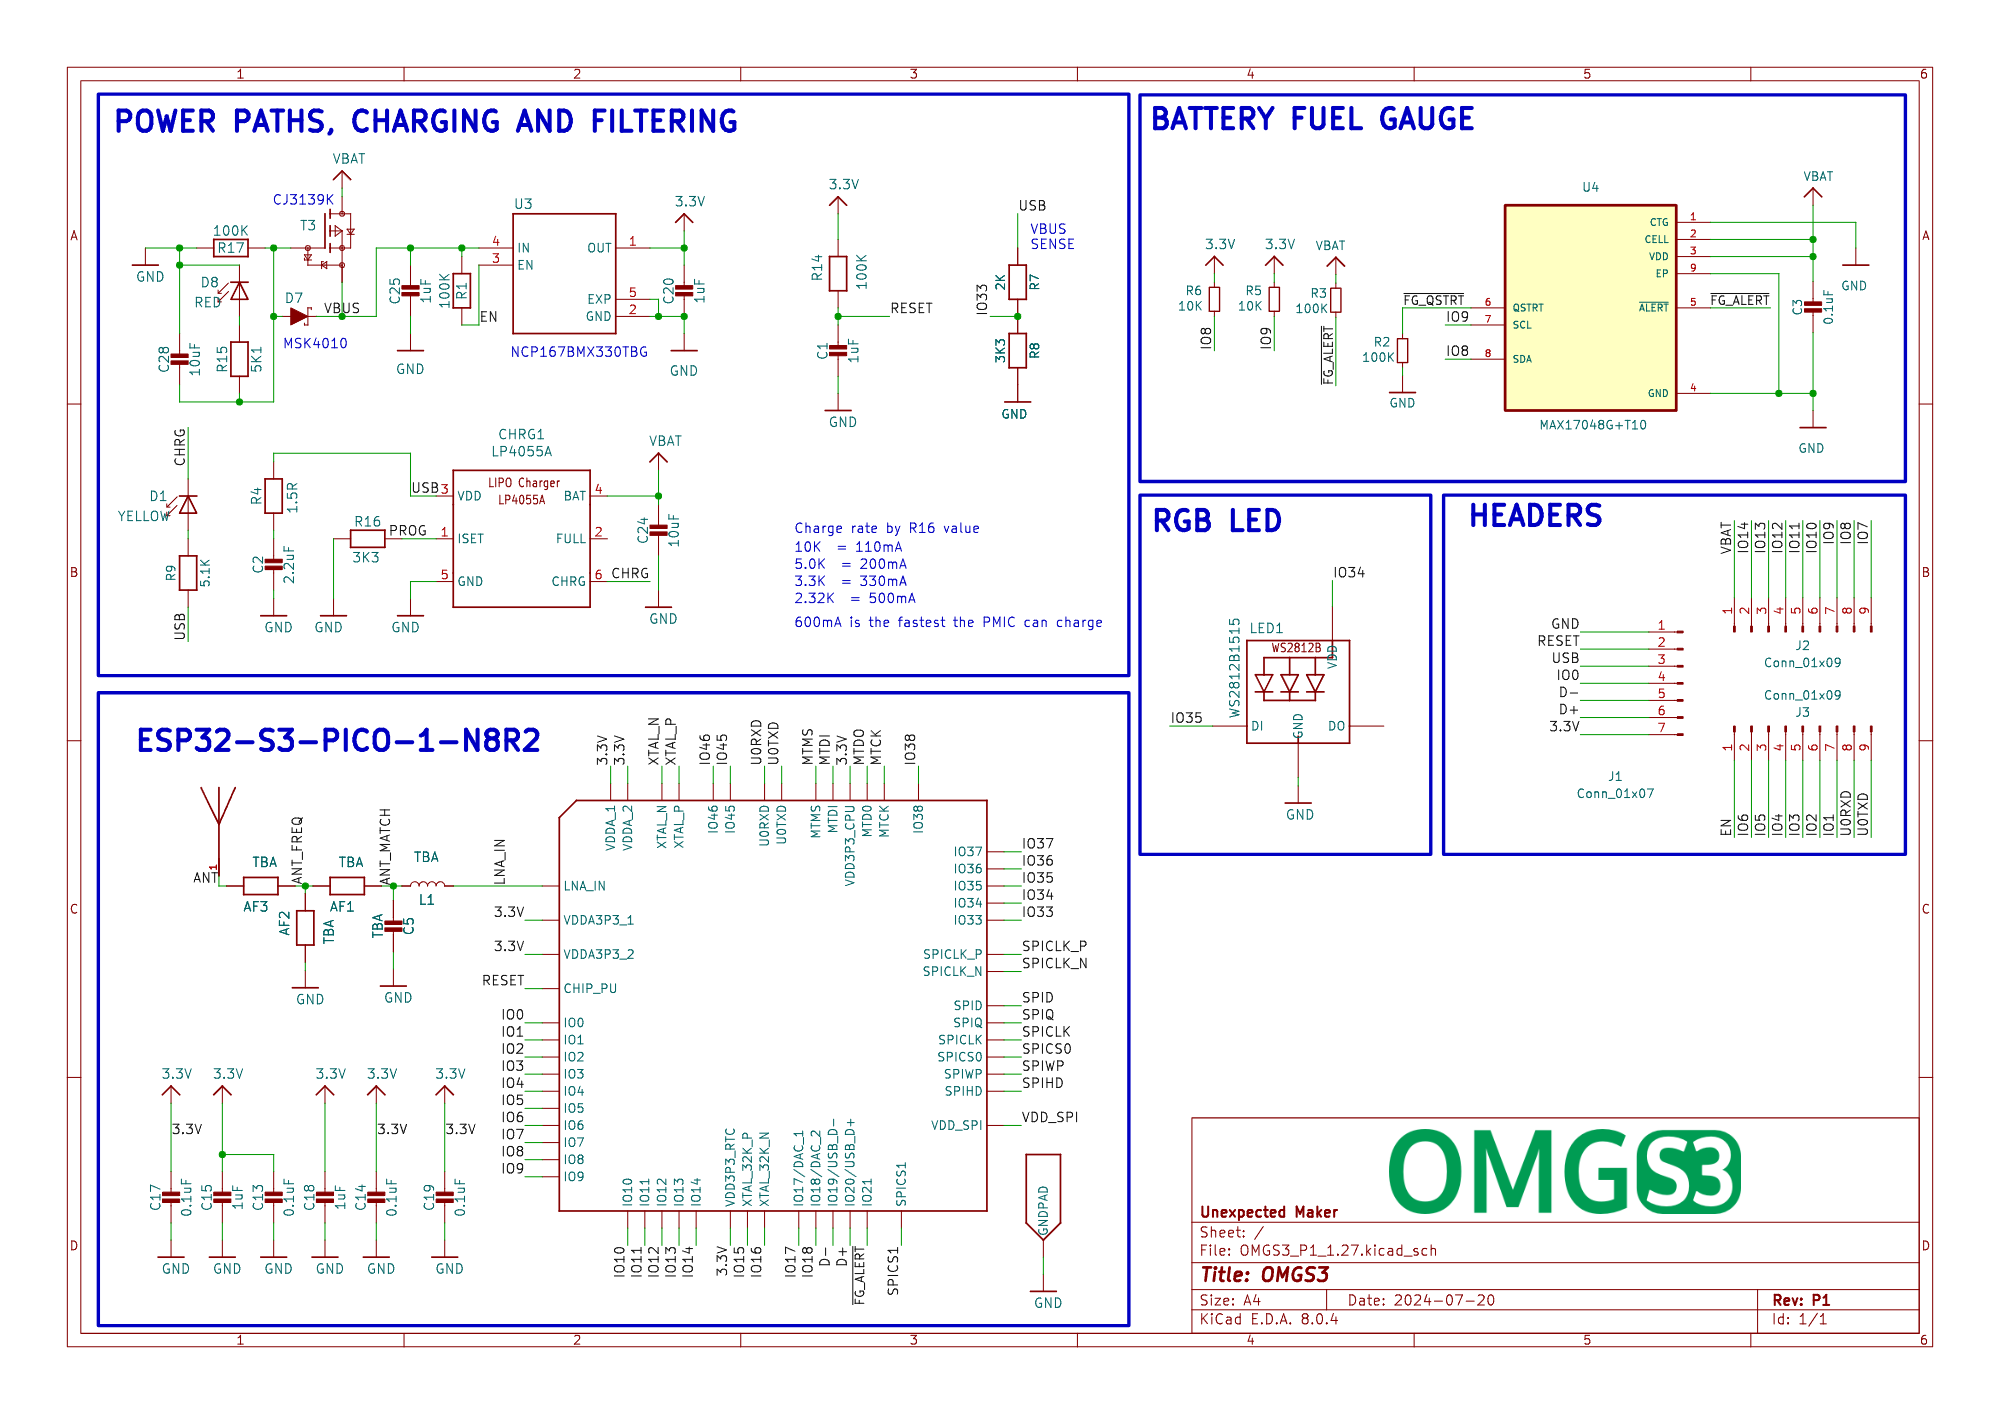 1 2 3 4 5 6
A
B
C
D
POWER PATHS, CHARGING AND FILTERING
VBAT
CJ3139K
T3
100K
R17
GND
D8
RED
D7
VBUS
MSK4010
C28
10uF
R15
5K1
C25
1uF
GND
100K
R1
EN
U3
4 IN
3 EN
OUT 1
EXP 5
GND 2
NCP167BMX330TBG
3.3V
C20
1uF
GND
3.3V
R14
100K
RESET
C1
1uF
GND
USB
VBUS
SENSE
2K
R7
IO33
3K3
R8
GND
CHRG
D1
YELLOW
R9
5.1K
USB
R4
1.5R
C2
2.2uF
GND
R16
3K3
PROG
GND
GND
CHRG1
LP4055A
LIPO Charger
LP4055A
USB 3 VDD
1 ISET
5 GND
BAT 4
FULL 2
CHRG 6
CHRG
VBAT
C24
10uF
GND
Charge rate by R16 value
10K = 110mA
5.0K = 200mA
3.3K = 330mA
2.32K = 500mA
600mA is the fastest the PMIC can charge
BATTERY FUEL GAUGE
3.3V
R6
10K
IO8
3.3V
R5
10K
IO9
VBAT
R3
100K
FG_ALERT
FG_QSTRT
IO9
IO8
R2
100K
GND
U4
6 QSTRT
7 SCL
8 SDA
CTG 1
CELL 2
VDD 3
EP 9
ALERT 5
GND 4
MAX17048G+T10
FG_ALERT
VBAT
C3
0.1uF
GND
GND
RGB LED
IO34
LED1
WS2812B1515
WS2812B
VDD
DI
GND
DO
IO35
GND
HEADERS
VBAT
IO14
IO13
IO12
IO11
IO10
IO9
IO8
IO7
1 2 3 4 5 6 7 8 9
J2
Conn_01x09
GND 1
RESET 2
USB 3
IO0 4
D- 5
D+ 6
3.3V 7
J1
Conn_01x07
Conn_01x09
J3
1 2 3 4 5 6 7 8 9
EN
IO6
IO5
IO4
IO3
IO2
IO1
U0RXD
U0TXD
ESP32-S3-PICO-1-N8R2
1
ANT
TBA
AF3
ANT_FREQ
AF2
TBA
GND
TBA
AF1
ANT_MATCH
TBA
C5
GND
TBA
L1
LNA_IN
3.3V
3.3V
XTAL_N
XTAL_P
IO46
IO45
U0RXD
U0TXD
MTMS
MTDI
3.3V
MTDO
MTCK
IO38
VDDA_1
VDDA_2
XTAL_N
XTAL_P
IO46
IO45
U0RXD
U0TXD
MTMS
MTDI
VDD3P3_CPU
MTDO
MTCK
IO38
LNA_IN
3.3V VDDA3P3_1
3.3V VDDA3P3_2
RESET CHIP_PU
IO0 IO0
IO1 IO1
IO2 IO2
IO3 IO3
IO4 IO4
IO5 IO5
IO6 IO6
IO7 IO7
IO8 IO8
IO9 IO9
IO37 IO37
IO36 IO36
IO35 IO35
IO34 IO34
IO33 IO33
SPICLK_P SPICLK_P
SPICLK_N SPICLK_N
SPID SPID
SPIQ SPIQ
SPICLK SPICLK
SPICS0 SPICS0
SPIWP SPIWP
SPIHD SPIHD
VDD_SPI VDD_SPI
IO10
IO11
IO12
IO13
IO14
VDD3P3_RTC
XTAL_32K_P
XTAL_32K_N
IO17/DAC_1
IO18/DAC_2
IO19/USB_D-
IO20/USB_D+
IO21
SPICS1
IO10
IO11
IO12
IO13
IO14
3.3V
IO15
IO16
IO17
IO18
D-
D+
FG_ALERT
SPICS1
GNDPAD
GND
3.3V 3.3V 3.3V 3.3V 3.3V
3.3V 3.3V 3.3V
C17
0.1uF
C15
1uF
C13
0.1uF
C18
1uF
C14
0.1uF
C19
0.1uF
GND GND GND GND GND GND
OMGS3
Unexpected Maker
Sheet: /
File: OMGS3_P1_1.27.kicad_sch
Title: OMGS3
Size: A4 Date: 2024-07-20 Rev: P1
KiCad E.D.A. 8.0.4 Id: 1/1
A
B
C
D
1 2 3 4 5 6